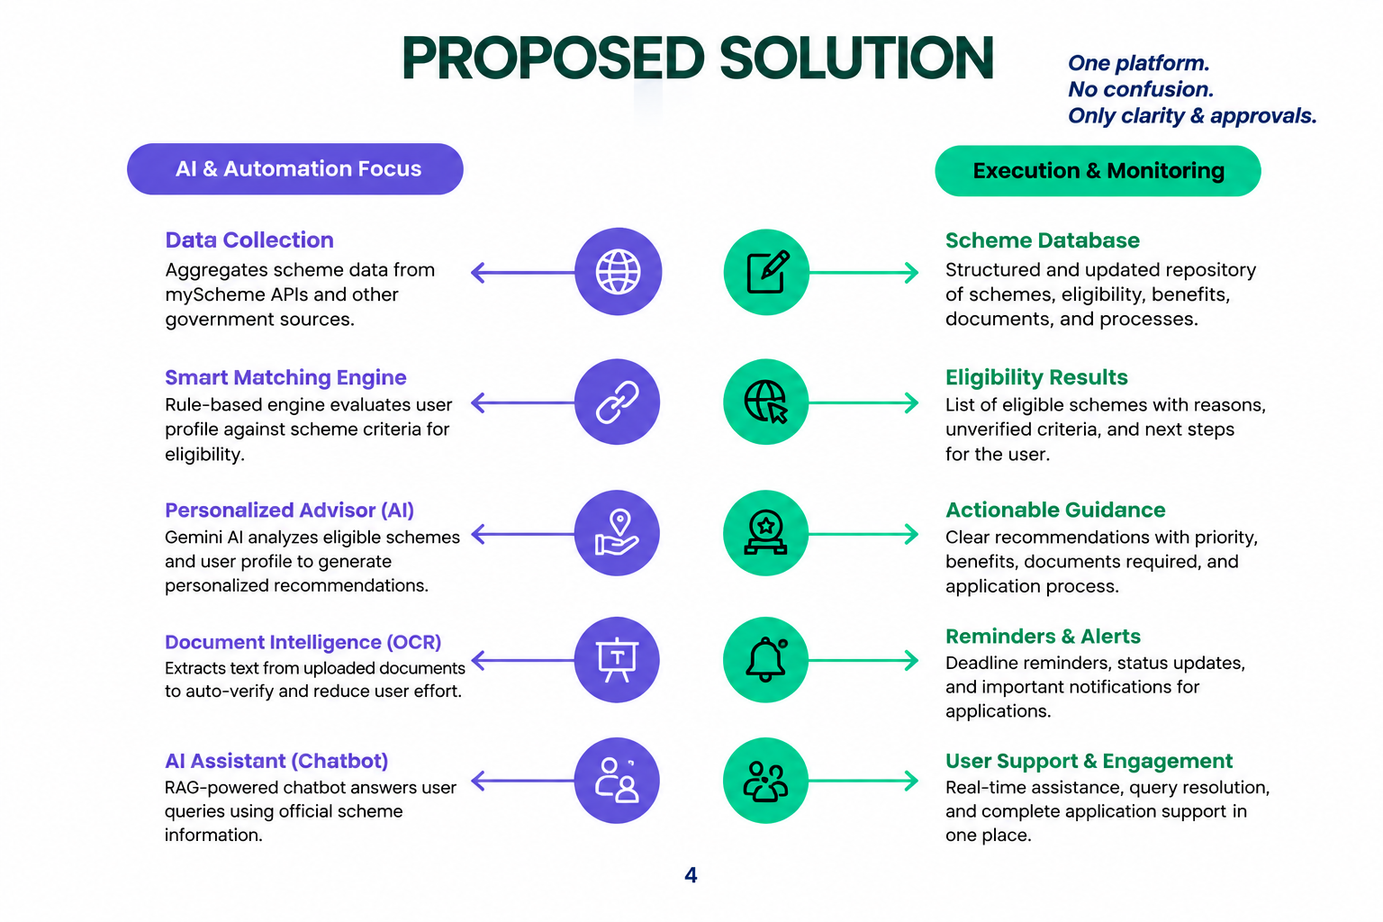 PROPOSED SOLUTION
One platform.
No confusion.
Only clarity & approvals.
AI & Automation Focus
Data Collection
Aggregates scheme data from
myScheme APIs and other
government sources.
Smart Matching Engine
Rule-based engine evaluates user
profile against scheme criteria for
eligibility.
Personalized Advisor (AI)
Gemini AI analyzes eligible schemes
and user profile to generate
personalized recommendations.
Document Intelligence (OCR)
Extracts text from uploaded documents
to auto-verify and reduce user effort.
AI Assistant (Chatbot)
RAG-powered chatbot answers user
queries using official scheme
information.
T
Execution & Monitoring
Scheme Database
Structured and updated repository
of schemes, eligibility, benefits,
documents, and processes.
Eligibility Results
List of eligible schemes with reasons,
unverified criteria, and next steps
for the user.
Actionable Guidance
Clear recommendations with priority,
benefits, documents required, and
application process.
Reminders & Alerts
Deadline reminders, status updates,
and important notifications for
applications.
User Support & Engagement
Real-time assistance, query resolution,
and complete application support in
one place.
4